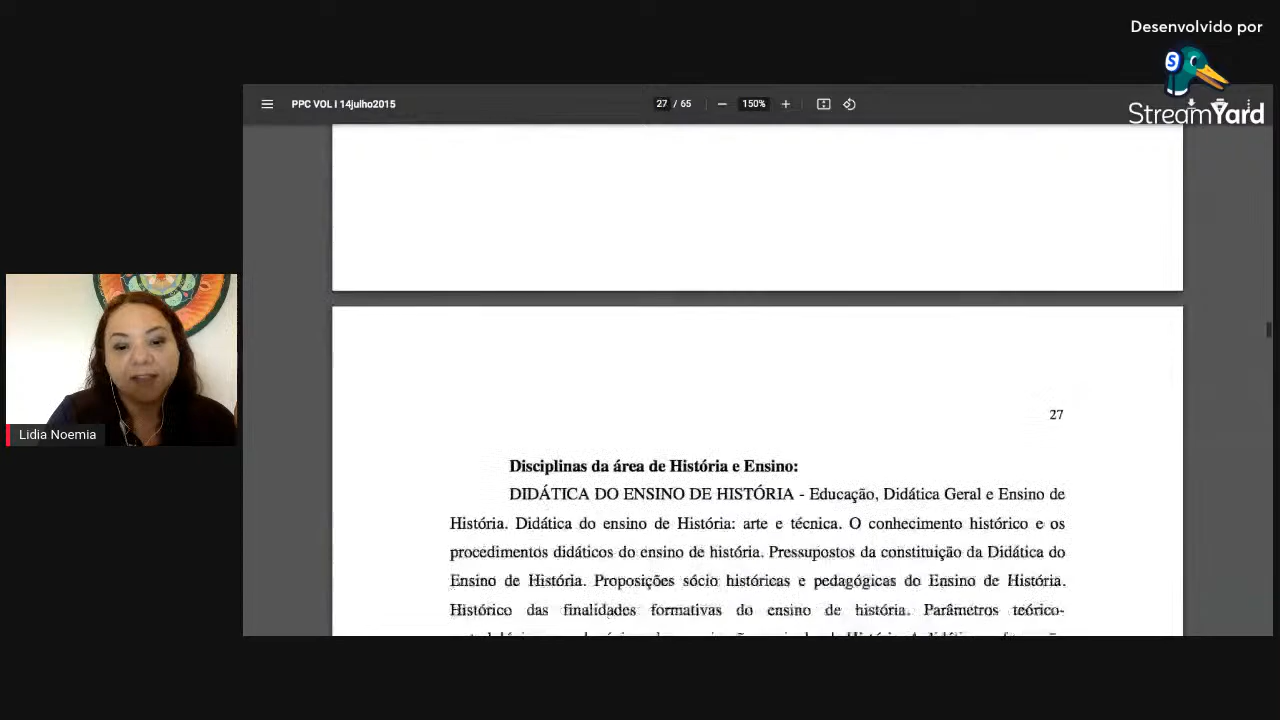 Desenvolvido por
StreamYard
PPC VOL I 14julho2015
27 / 65
150%
27
Disciplinas da área de História e Ensino:
DIDÁTICA DO ENSINO DE HISTÓRIA - Educação, Didática Geral e Ensino de
História. Didática do ensino de História: arte e técnica. O conhecimento histórico e os
procedimentos didáticos do ensino de história. Pressupostos da constituição da Didática do
Ensino de História. Proposições sócio históricas e pedagógicas do Ensino de História.
Histórico das finalidades formativas do ensino de história. Parâmetros teórico-
Lidia Noemia